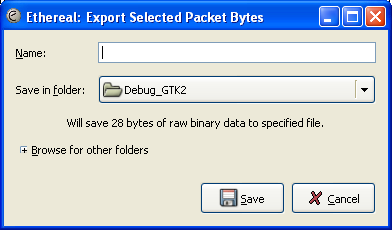 Ethereal: Export Selected Packet Bytes
Name:
Save in folder: Debug_GTK2
Will save 28 bytes of raw binary data to specified file.
Browse for other folders
Save Cancel